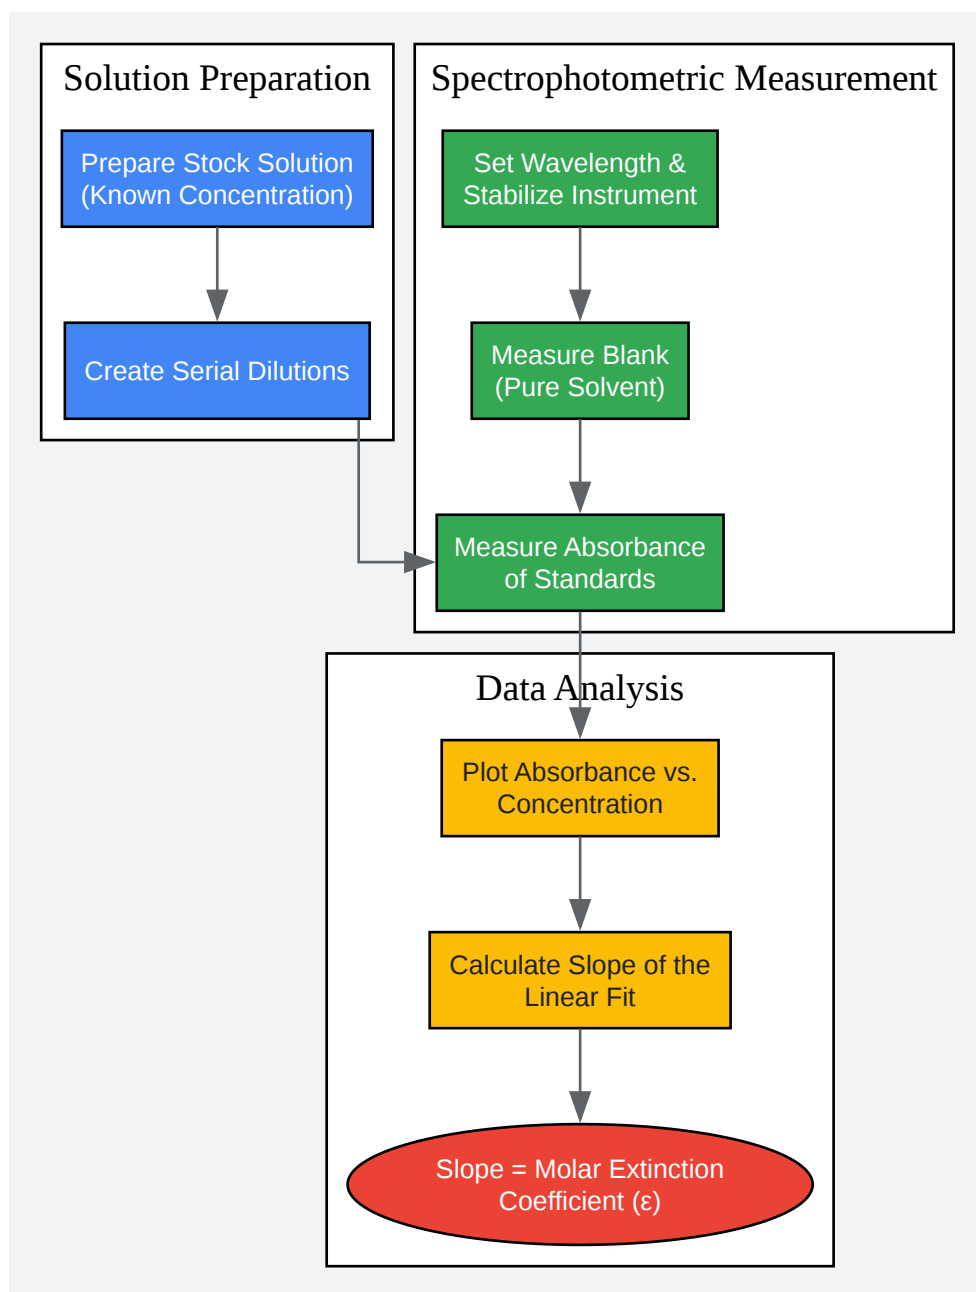 Solution Preparation
Prepare Stock Solution
(Known Concentration)
Create Serial Dilutions
Spectrophotometric Measurement
Set Wavelength &
Stabilize Instrument
Measure Blank
(Pure Solvent)
Measure Absorbance
of Standards
Data Analysis
Plot Absorbance vs.
Concentration
Calculate Slope of the
Linear Fit
Slope = Molar Extinction
Coefficient (ε)